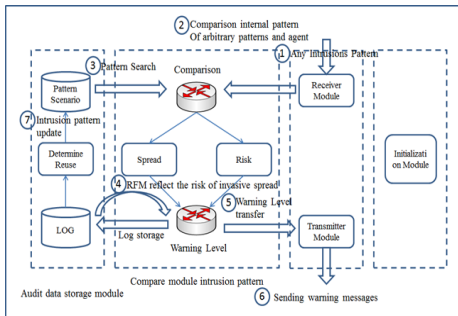 ② Comparison internal pattern
Of arbitrary patterns and agent
① Any Intrusions Pattern
③ Pattern Search
Comparison
Pattern
Scenario
Receiver
Module
⑦ Intrusion pattern
update
Determine
Reuse
Spread
Risk
Initializati
on Module
④ RFM reflect the risk of invasive spread
⑤ Warning Level
transfer
LOG
Log storage
Warning Level
Transmitter
Module
Compare module intrusion pattern
Audit data storage module
⑥ Sending warning messages